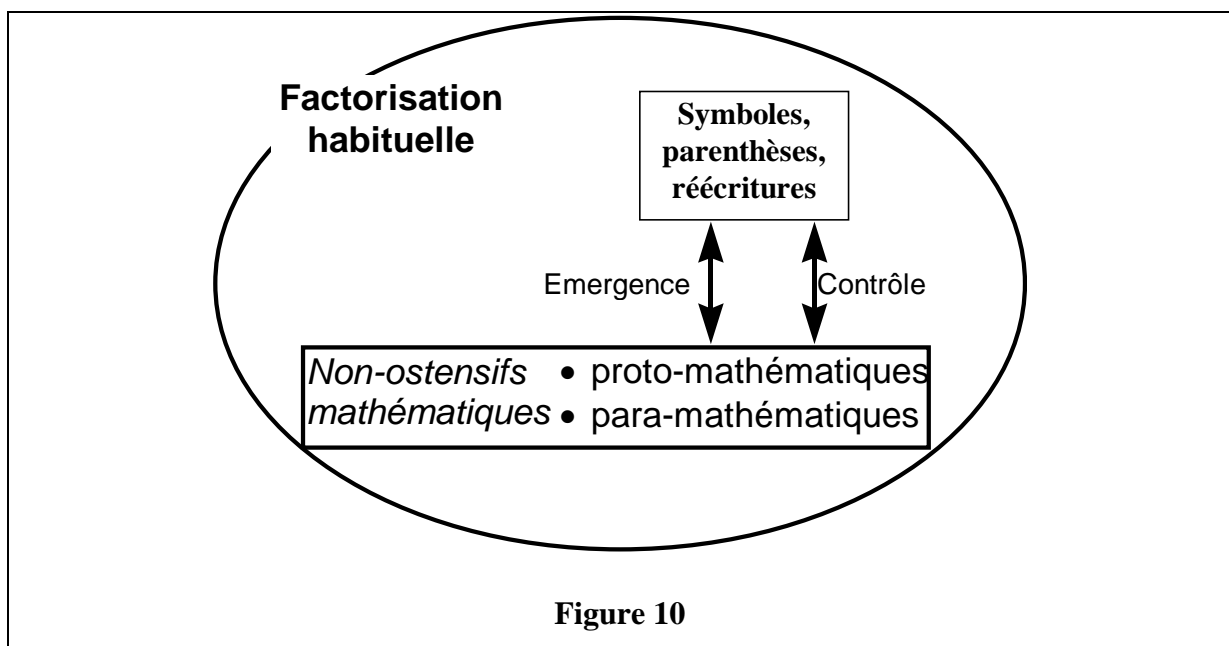 Factorisation
habituelle
Symboles,
parenthèses,
réécritures
Emergence
Contrôle
Non-ostensifs • proto-mathématiques
mathématiques • para-mathématiques
Figure 10